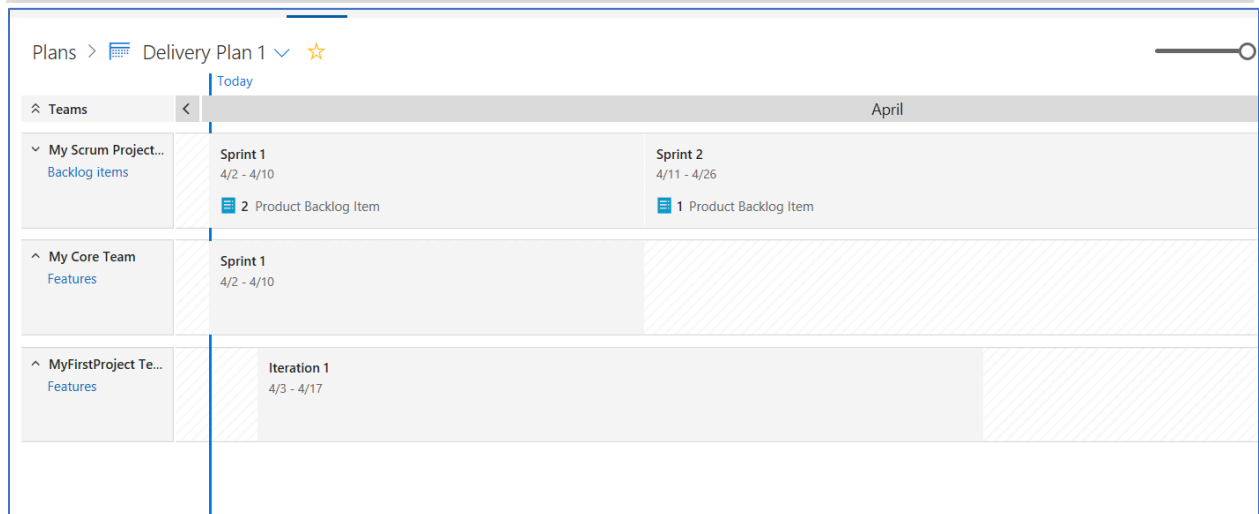 Plans > Delivery Plan 1
Today
Teams
April
My Scrum Project...
Backlog items
Sprint 1
4/2 - 4/10
2 Product Backlog Item
Sprint 2
4/11 - 4/26
1 Product Backlog Item
My Core Team
Features
Sprint 1
4/2 - 4/10
MyFirstProject Te...
Features
Iteration 1
4/3 - 4/17